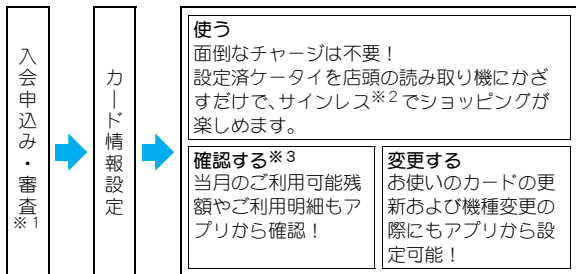 入会申込み・審査※1
カード情報設定
使う
面倒なチャージは不要！
設定済ケータイを店頭の読み取り機にかざ
すだけで、サインレス※2でショッピングが
楽しめます。
確認する※3
当月のご利用可能残
額やご利用明細もア
プリから確認！
変更する
お使いのカードの更
新および機種変更の
際にもアプリから設
定可能！